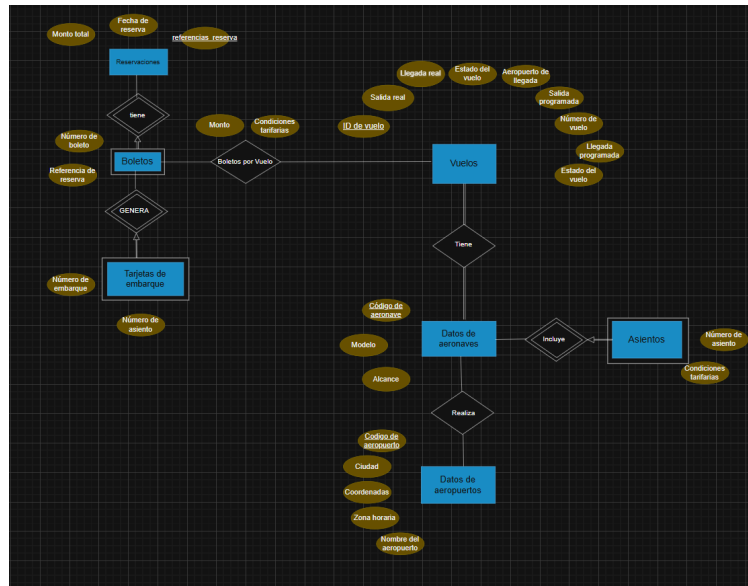 Monto total
Fecha de
reserva
referencias_reserva
Reservaciones
tiene
Número de
boleto
Boletos
Referencia de
reserva
GENERA
Tarjetas de
embarque
Número de
embarque
Número de
asiento
Monto
Condiciones
tarifarias
Boletos por Vuelo
ID de vuelo
Salida real
Llegada real
Estado del
vuelo
Aeropuerto de
llegada
Salida
programada
Número de
vuelo
Llegada
programada
Estado del
vuelo
Vuelos
Tiene
Código de
aeronave
Modelo
Alcance
Datos de
aeronaves
Incluye
Asientos
Número de
asiento
Condiciones
tarifarias
Realiza
Codigo de
aeropuerto
Ciudad
Coordenadas
Zona horaria
Nombre del
aeropuerto
Datos de
aeropuertos